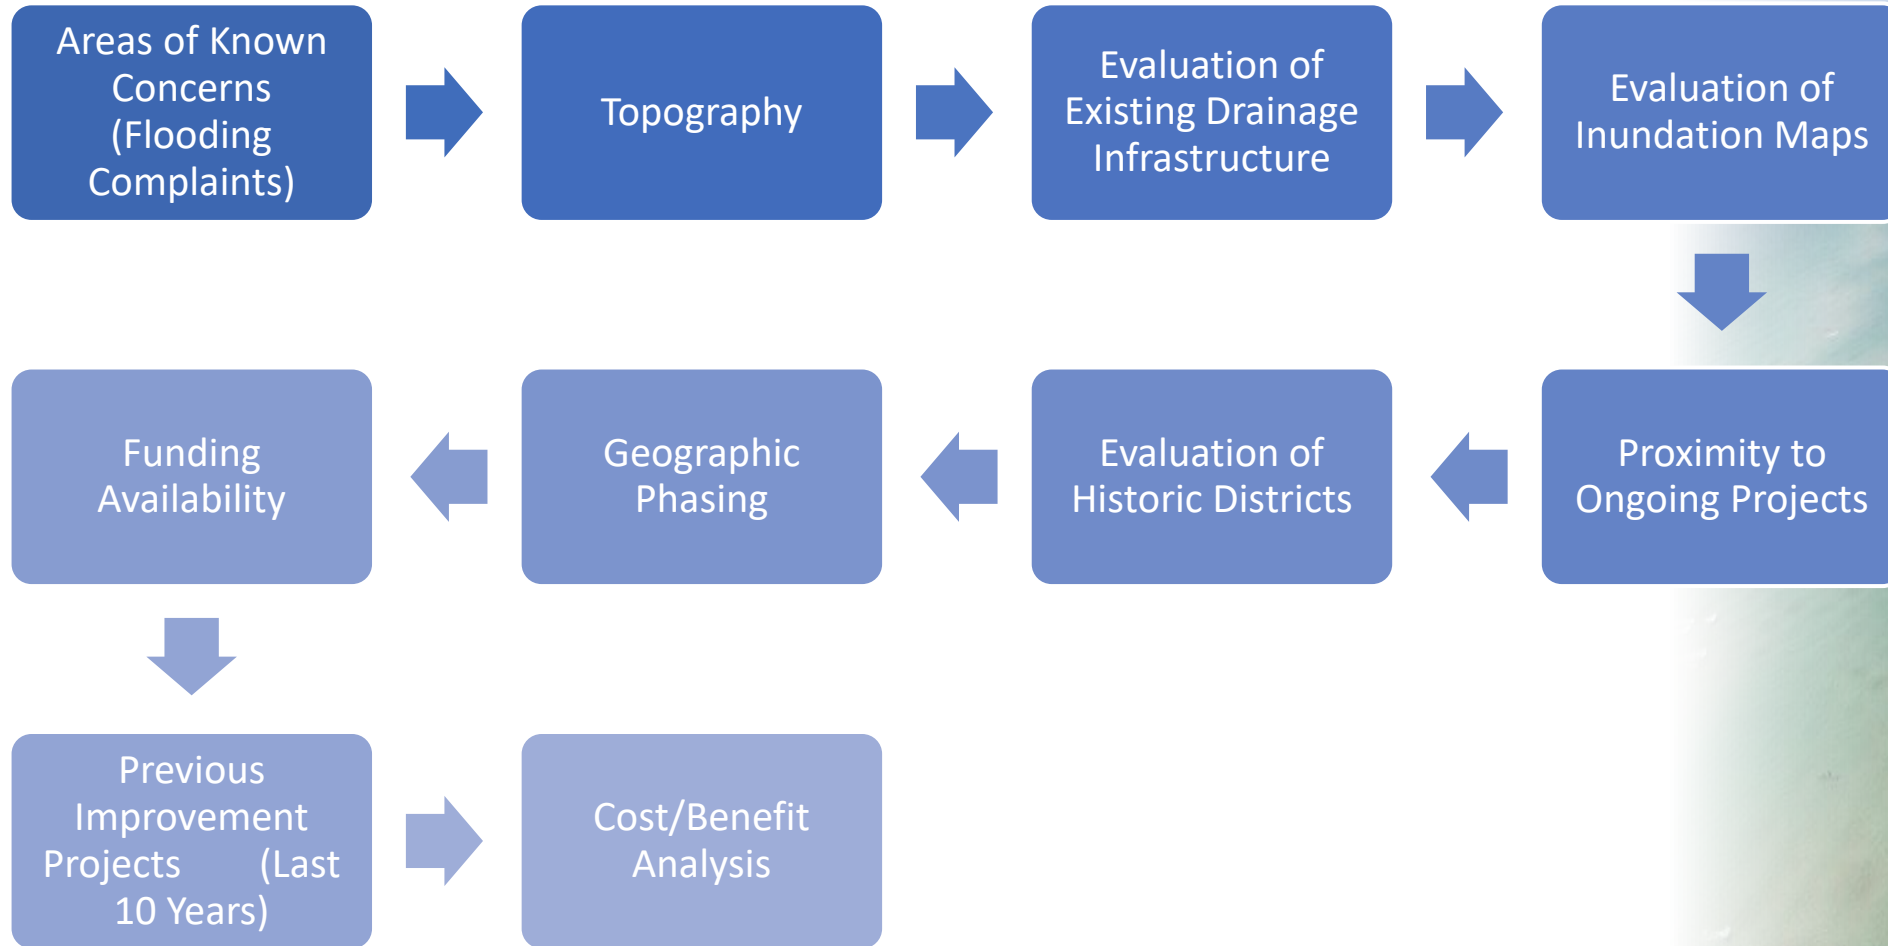 Areas of Known
Concerns
(Flooding
Complaints)
Topography
Evaluation of
Existing Drainage
Infrastructure
Evaluation of
Inundation Maps
Proximity to
Ongoing Projects
Evaluation of
Historic Districts
Geographic
Phasing
Funding
Availability
Previous
Improvement
Projects (Last
10 Years)
Cost/Benefit
Analysis